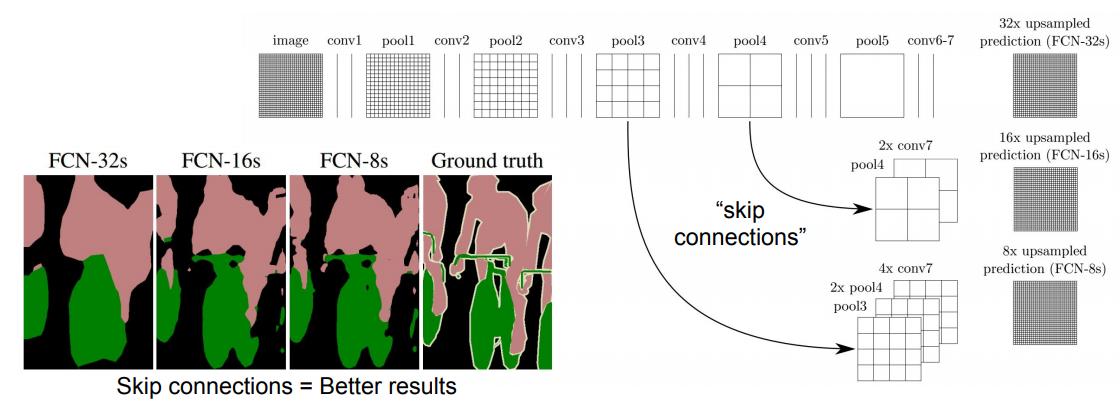 32x upsampled
prediction (FCN-32s)
image conv1 pool1 conv2 pool2 conv3 pool3 conv4 pool4 conv5 pool5 conv6-7
16x upsampled
prediction (FCN-16s)
2x conv7
pool4
FCN-32s FCN-16s FCN-8s Ground truth
“skip
connections”
8x upsampled
prediction (FCN-8s)
4x conv7
2x pool4
pool3
Skip connections = Better results